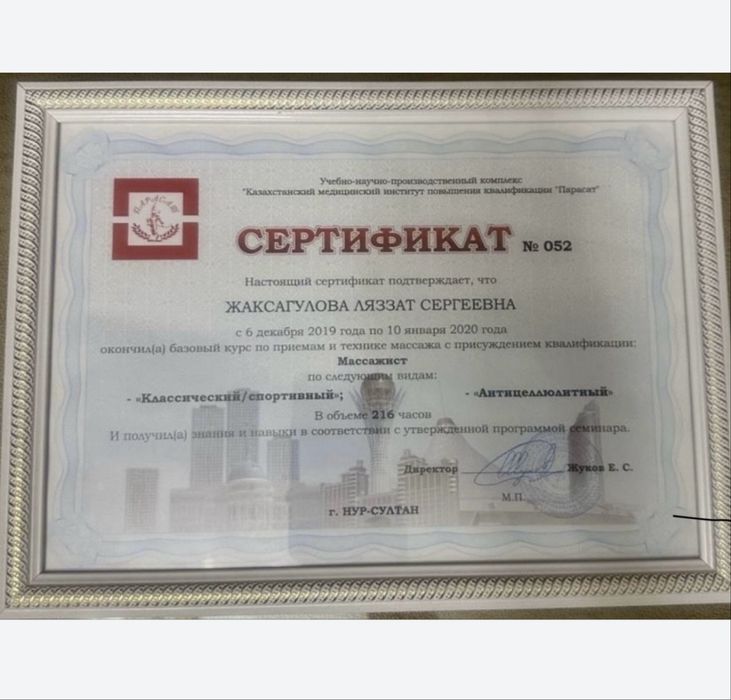 Учебно-научно-производственный комплекс
"Казахстанский медицинский институт повышения квалификации "Парасат"
ПАРАСАТ
СЕРТИФИКАТ № 052
Настоящий сертификат подтверждает, что
ЖАКСАГУЛОВА ЛЯЗЗАТ СЕРГЕЕВНА
с 6 декабря 2019 года по 10 января 2020 года
окончил(а) базовый курс по приемам и технике массажа с присуждением квалификации:
Массажист
по следующим видам:
- «Классический/спортивный»; - «Антицеллюлитный»
В объеме 216 часов
И получил(а) знания и навыки в соответствии с утвержденной программой семинара.
Директор Жуков Е. С.
М.П.
г. НУР-СУЛТАН